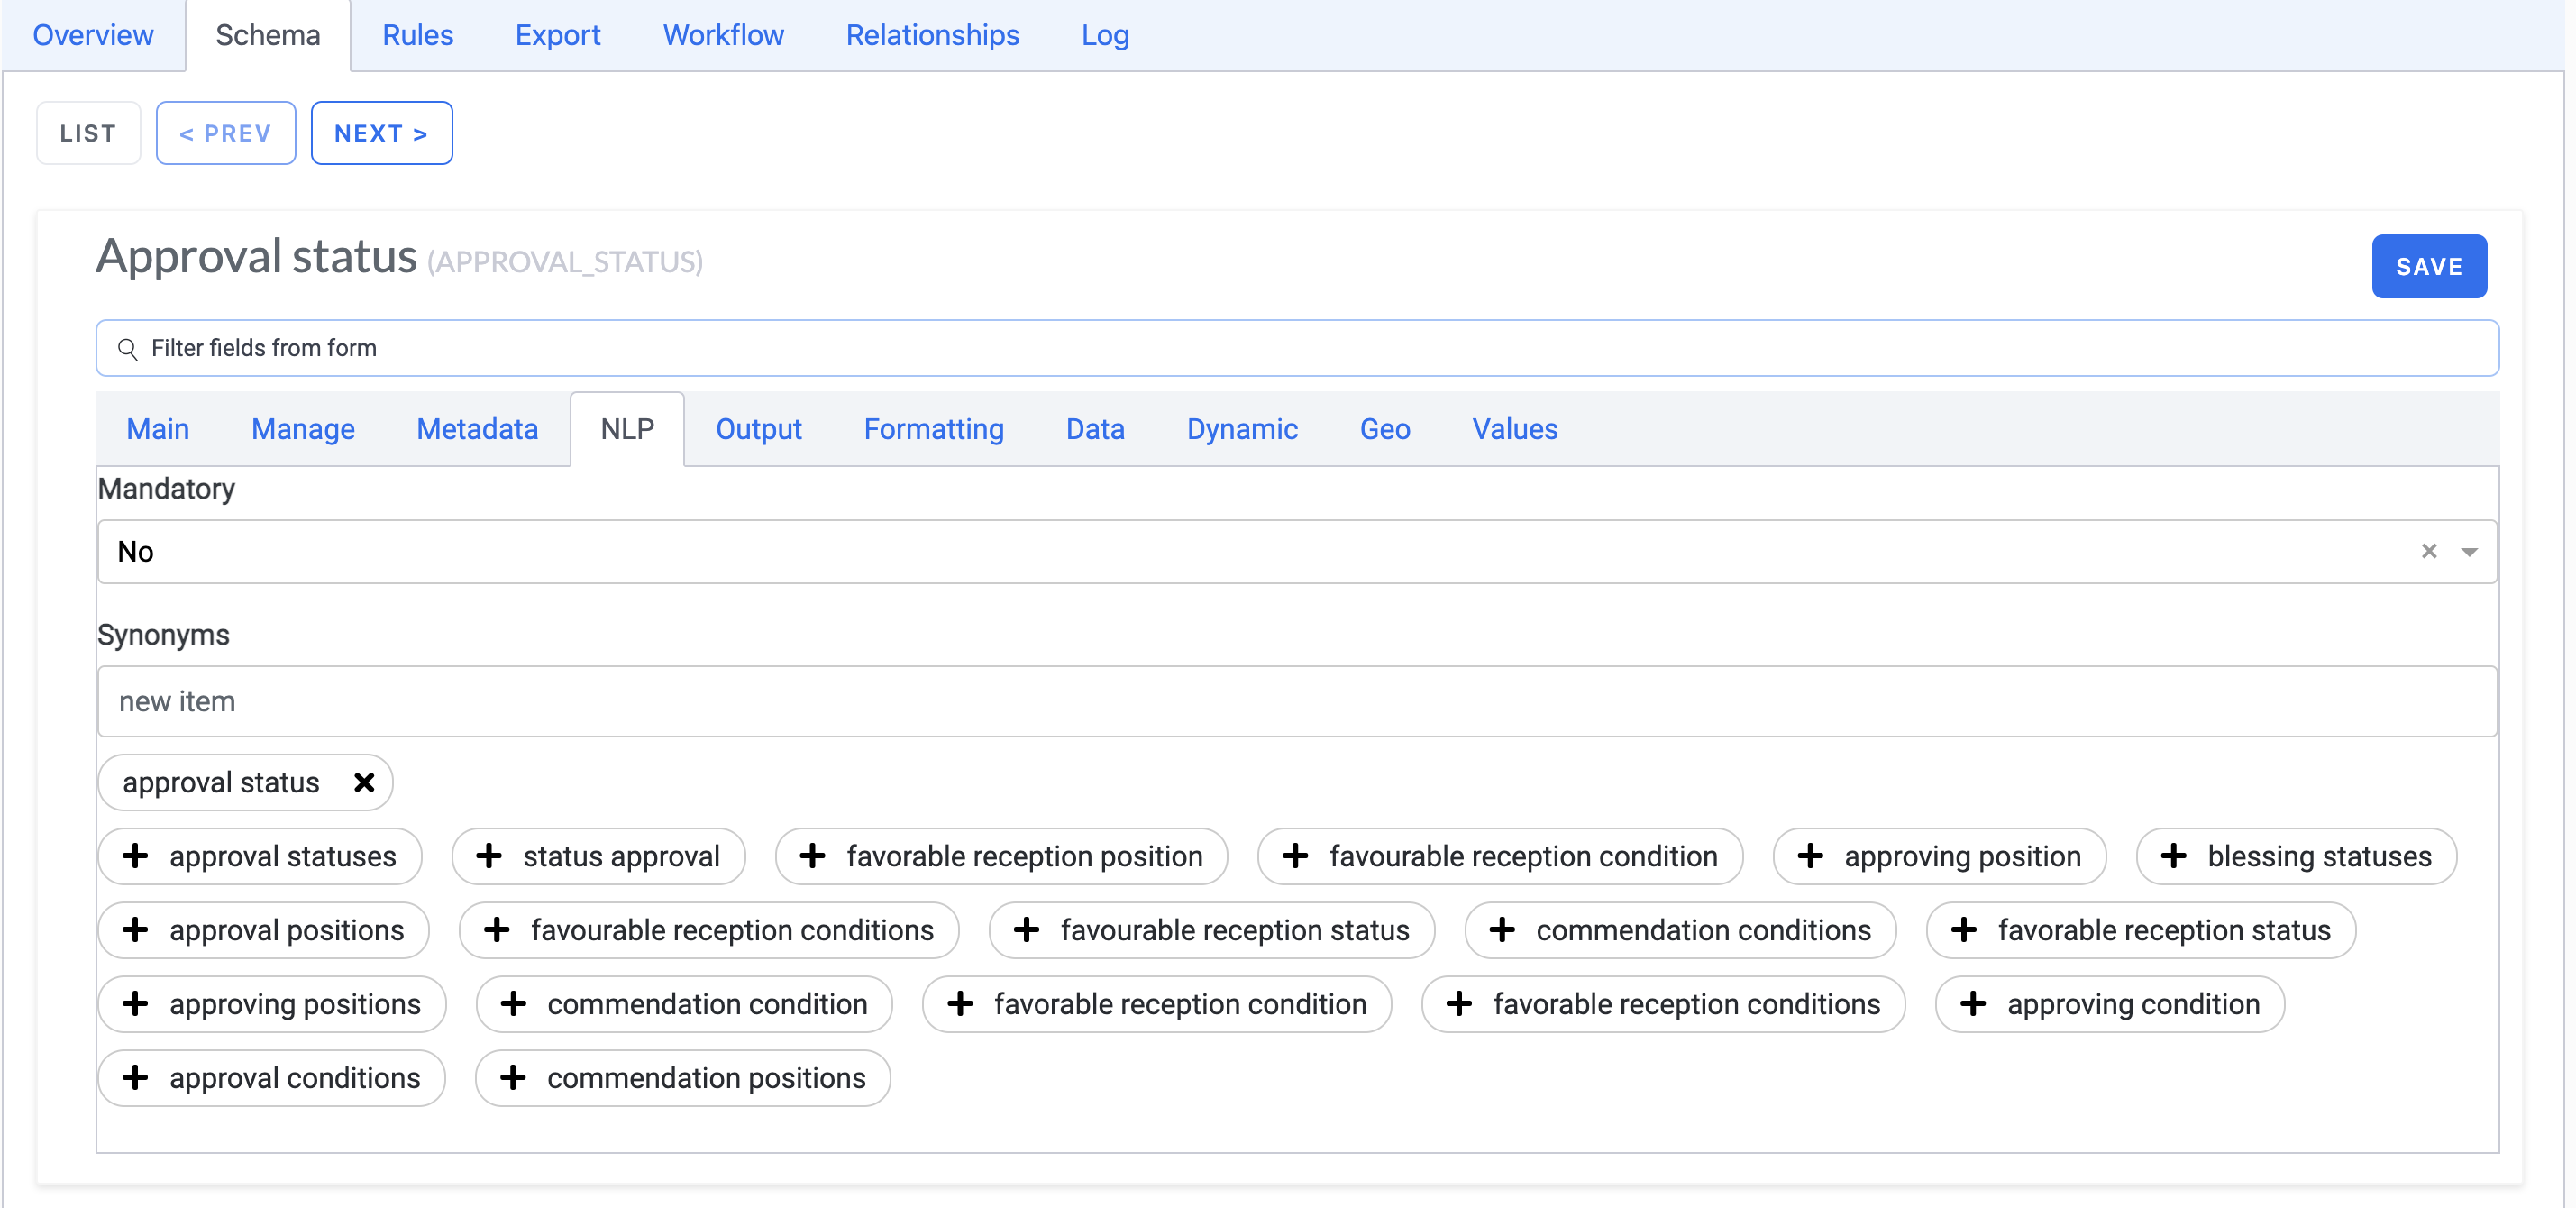 Overview Schema Rules Export Workflow Relationships Log
LIST < PREV NEXT >
Approval status (APPROVAL_STATUS) SAVE
Filter fields from form
Main Manage Metadata NLP Output Formatting Data Dynamic Geo Values
Mandatory
No
Synonyms
new item
approval status
approval statuses status approval favorable reception position favourable reception condition approving position blessing statuses
approval positions favourable reception conditions favourable reception status commendation conditions favorable reception status
approving positions commendation condition favorable reception condition favorable reception conditions approving condition
approval conditions commendation positions